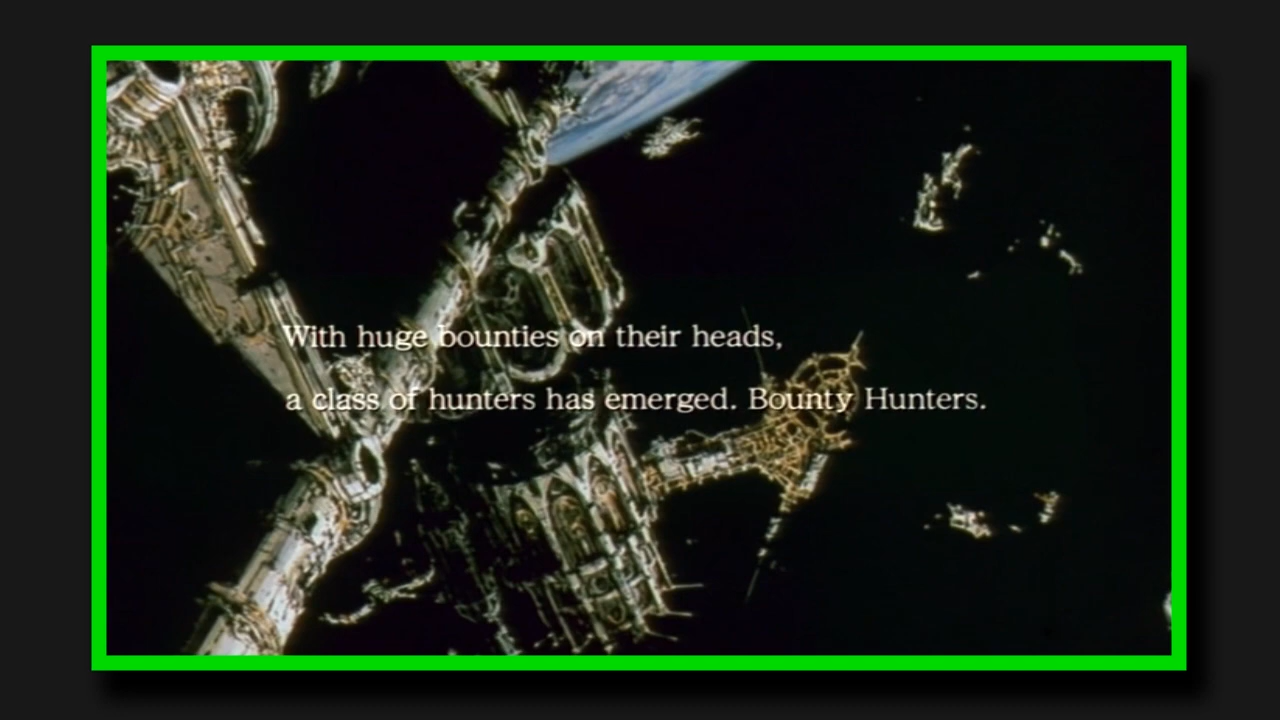 With huge bounties on their heads,
a class of hunters has emerged. Bounty Hunters.